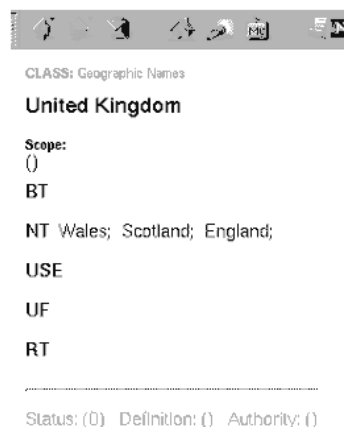 CLASS: Geographic Names
United Kingdom
Scope:
()
BT
NT Wales; Scotland; England;
USE
UF
RT
Status: (0) Definition: () Authority: ()